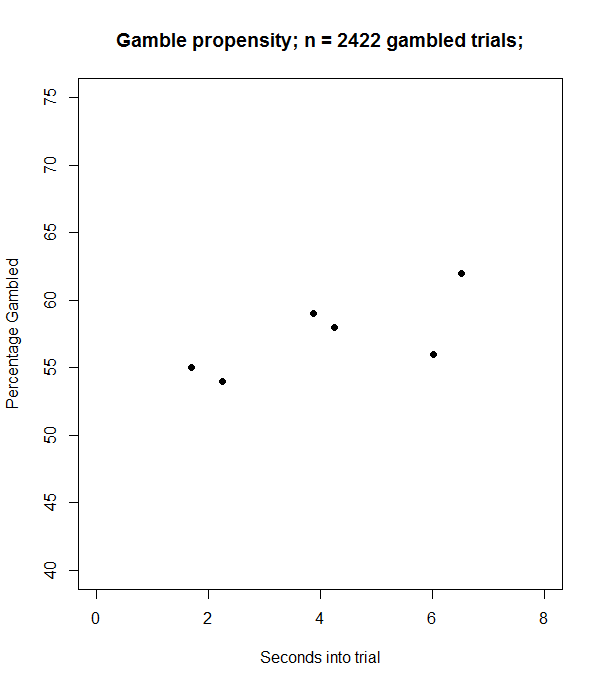 Gamble propensity; n = 2422 gambled trials;
Percentage Gambled
75
70
65
60
55
50
45
40
0 2 4 6 8
Seconds into trial